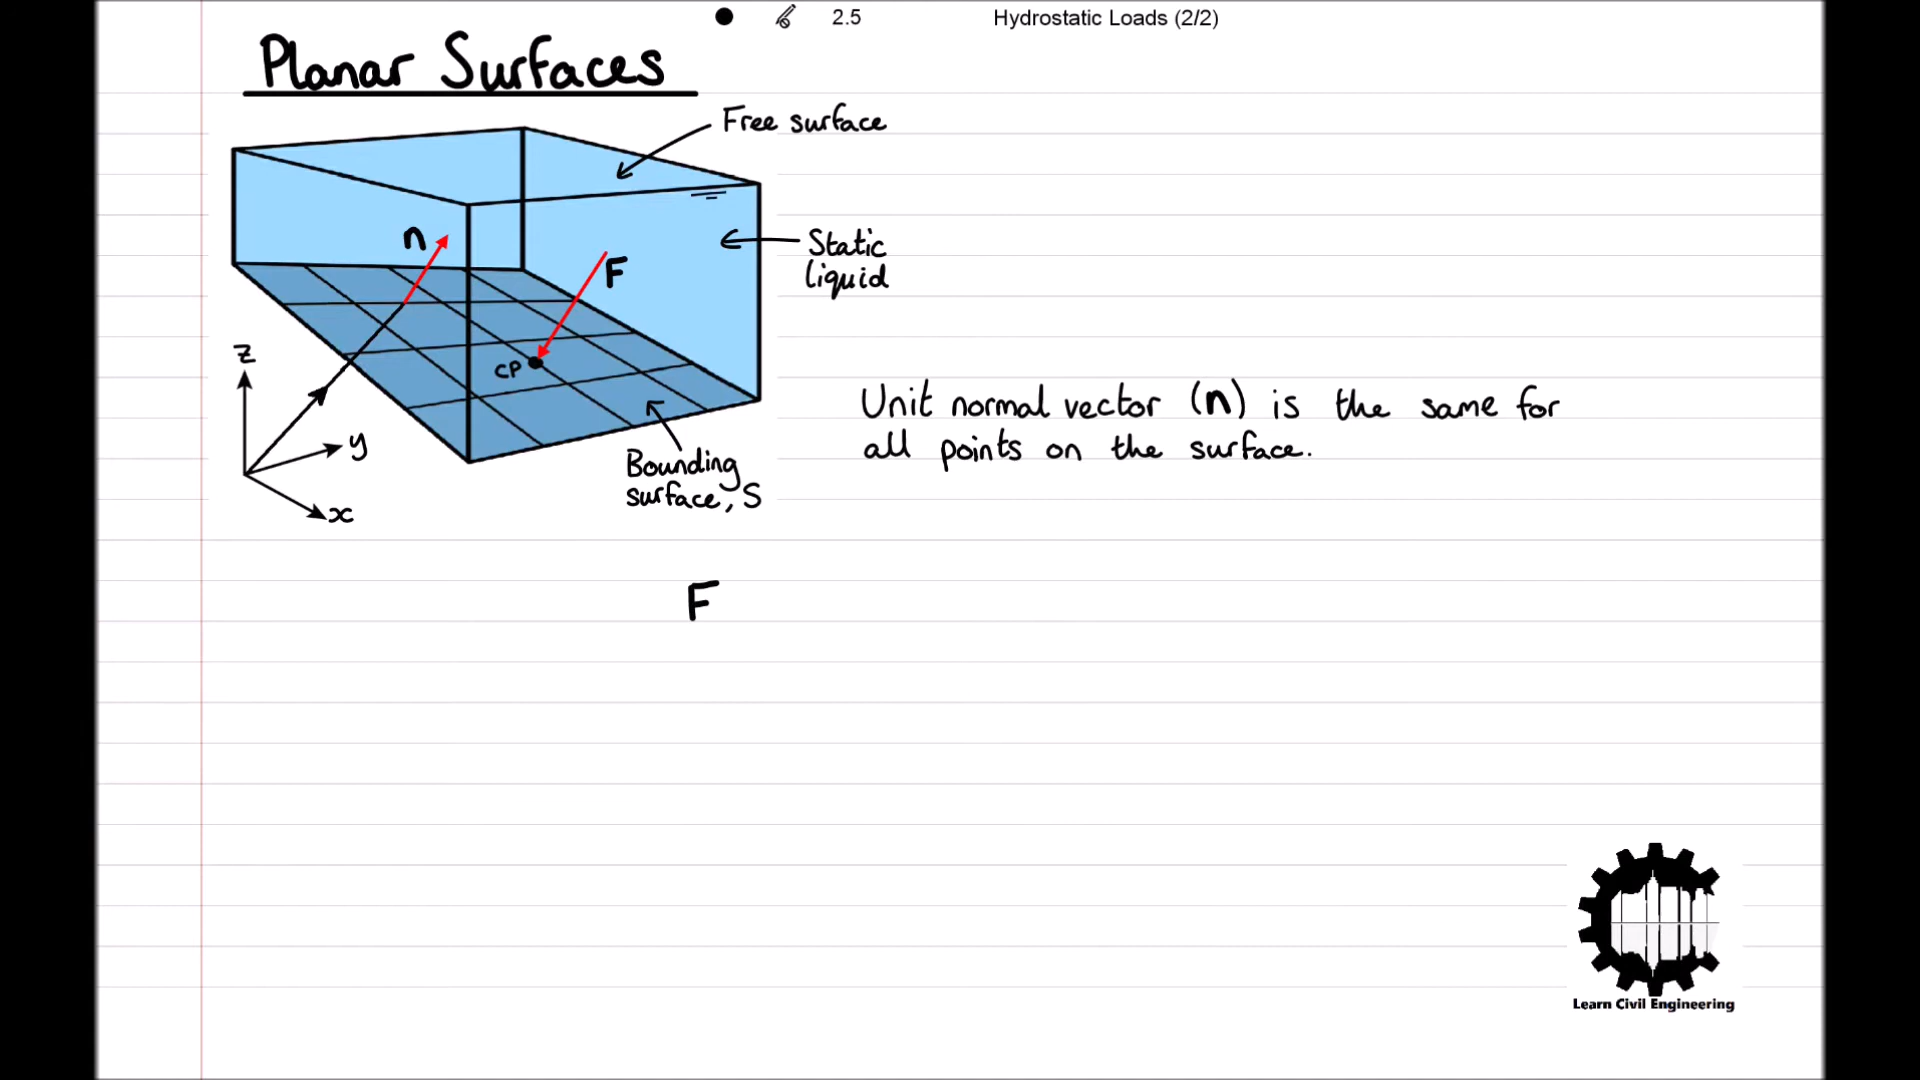 2.5 Hydrostatic Loads (2/2)
Planar Surfaces
Free surface
n
F
Static
liquid
z
CP
y
x
Bounding
surface, S
Unit normal vector (n) is the same for
all points on the surface.
F
Learn Civil Engineering